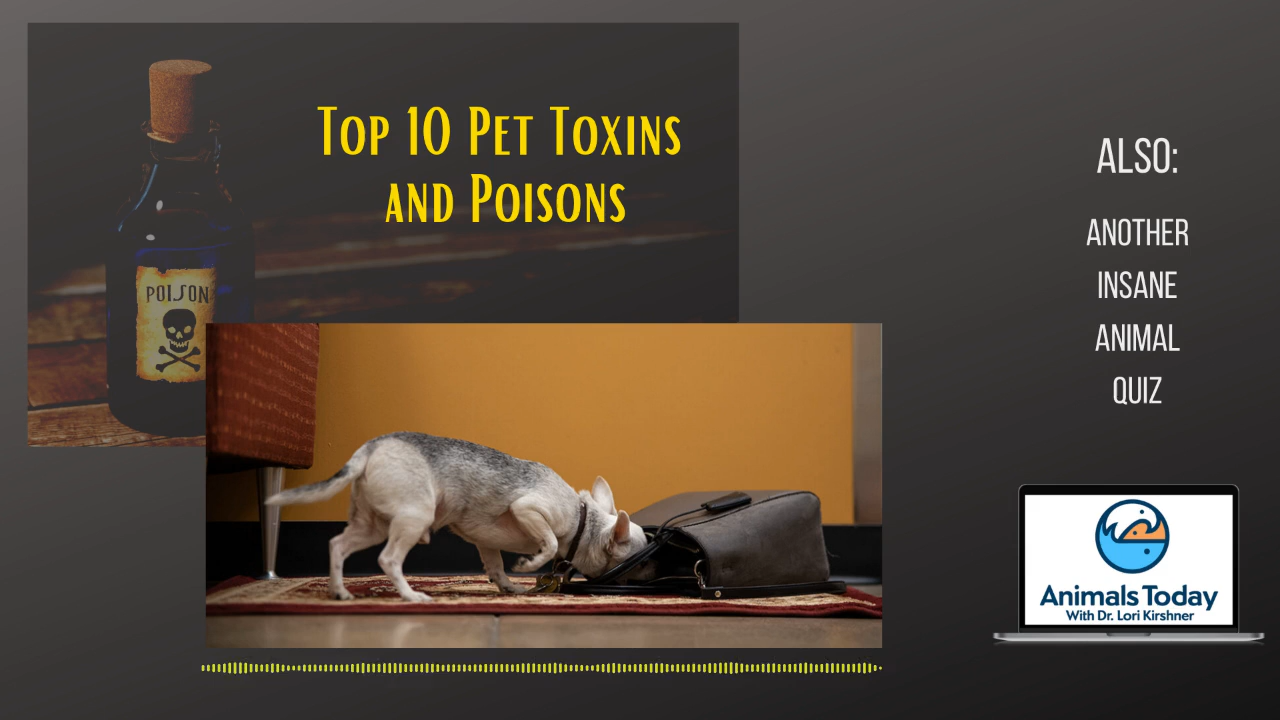 Top 10 Pet Toxins
and Poisons
POISON
ALSO:
ANOTHER
INSANE
ANIMAL
QUIZ
Animals Today
With Dr. Lori Kirshner